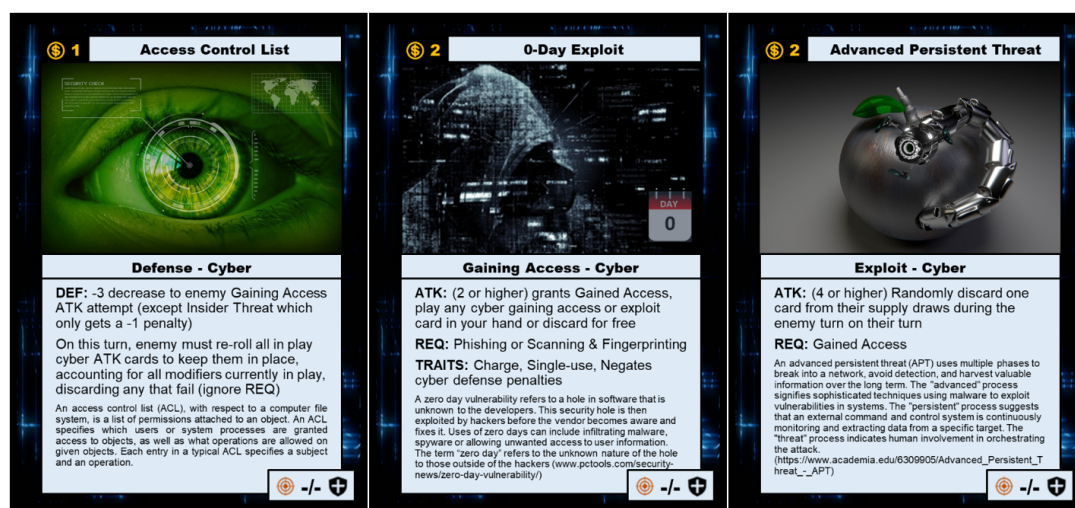 1 Access Control List
SECURITY CHECK
Defense - Cyber
DEF: -3 decrease to enemy Gaining Access
ATK attempt (except Insider Threat which
only gets a -1 penalty)
On this turn, enemy must re-roll all in play
cyber ATK cards to keep them in place,
accounting for all modifiers currently in play,
discarding any that fail (ignore REQ)
An access control list (ACL), with respect to a computer file
system, is a list of permissions attached to an object. An ACL
specifies which users or system processes are granted
access to objects, as well as what operations are allowed on
given objects. Each entry in a typical ACL specifies a subject
and an operation.
-/-
2 0-Day Exploit
DAY
0
Gaining Access - Cyber
ATK: (2 or higher) grants Gained Access,
play any cyber gaining access or exploit
card in your hand or discard for free
REQ: Phishing or Scanning & Fingerprinting
TRAITS: Charge, Single-use, Negates
cyber defense penalties
A zero day vulnerability refers to a hole in software that is
unknown to the developers. This security hole is then
exploited by hackers before the vendor becomes aware and
fixes it. Uses of zero days can include infiltrating malware,
spyware or allowing unwanted access to user information.
The term “zero day” refers to the unknown nature of the hole
to those outside of the hackers (www.pctools.com/security-
news/zero-day-vulnerability/)
-/-
2 Advanced Persistent Threat
Exploit - Cyber
ATK: (4 or higher) Randomly discard one
card from their supply draws during the
enemy turn on their turn
REQ: Gained Access
An advanced persistent threat (APT) uses multiple phases to
break into a network, avoid detection, and harvest valuable
information over the long term. The "advanced" process
signifies sophisticated techniques using malware to exploit
vulnerabilities in systems. The "persistent" process suggests
that an external command and control system is continuously
monitoring and extracting data from a specific target. The
"threat" process indicates human involvement in orchestrating
the attack.
(https://www.academia.edu/6309905/Advanced_Persistent_T
hreat_-_APT)
-/-